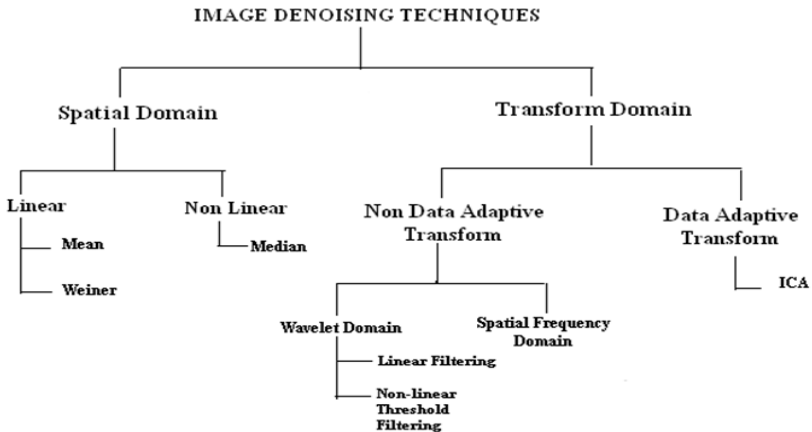 IMAGE DENOISING TECHNIQUES
Spatial Domain
Transform Domain
Linear
Non Linear
Non Data Adaptive
Transform
Data Adaptive
Transform
Mean
Median
Weiner
ICA
Wavelet Domain
Spatial Frequency
Domain
Linear Filtering
Non-linear
Threshold
Filtering